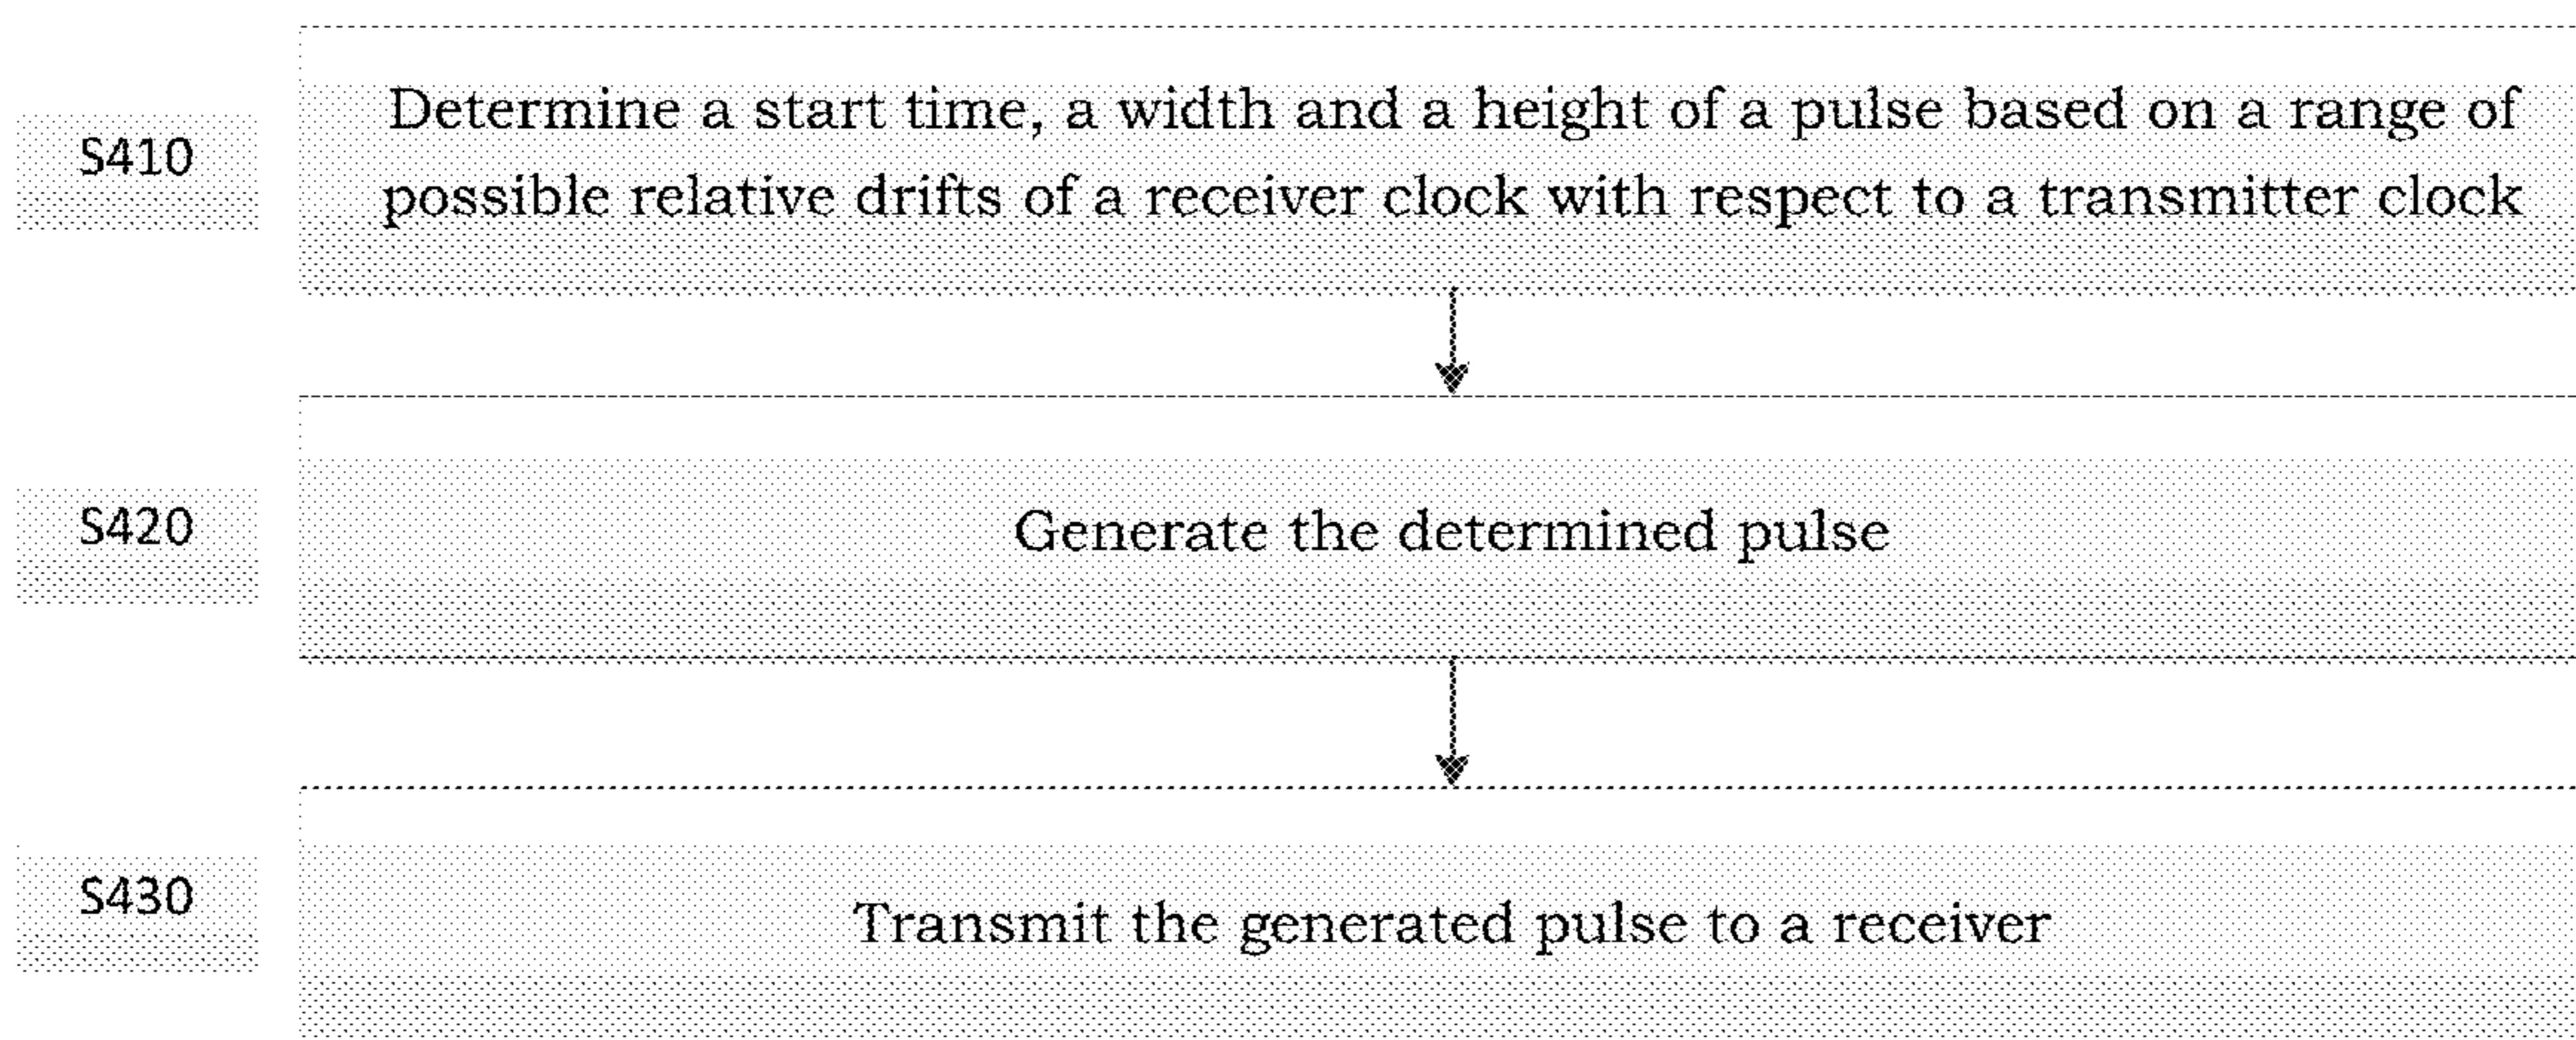 S410
Determine a start time, a width and a height of a pulse based on a range of
possible relative drifts of a receiver clock with respect to a transmitter clock
S420
Generate the determined pulse
S430
Transmit the generated pulse to a receiver